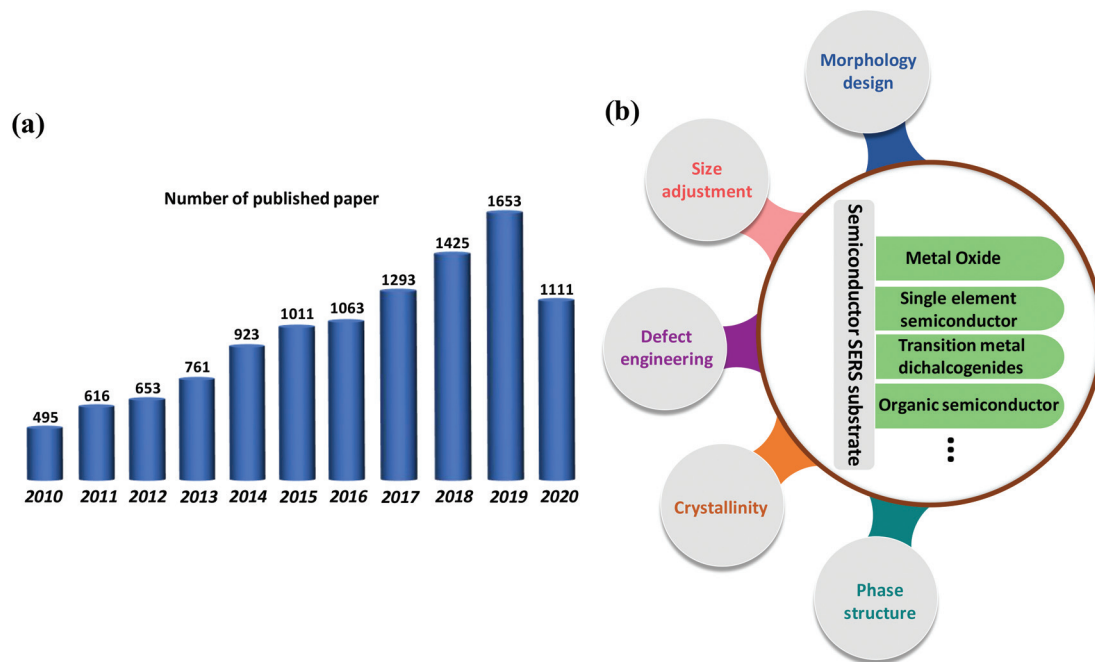 (a)
Number of published paper
495
616
653
761
923
1011
1063
1293
1425
1653
1111
2010
2011
2012
2013
2014
2015
2016
2017
2018
2019
2020
(b)
Morphology
design
Size
adjustment
Defect
engineering
Crystallinity
Phase
structure
Semiconductor SERS substrate
Metal Oxide
Single element
semiconductor
Transition metal
dichalcogenides
Organic semiconductor
...